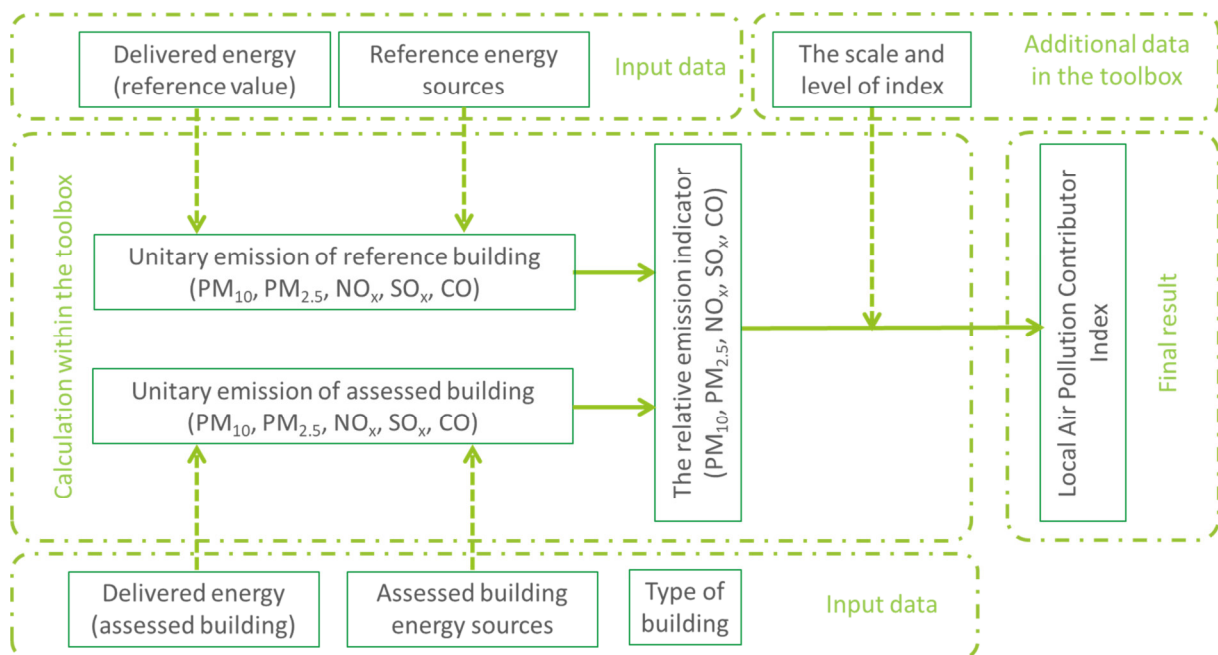 Delivered energy
(reference value)
Reference energy
sources
Input data
The scale and
level of index
Additional data
in the toolbox
Calculation within the toolbox
Unitary emission of reference building
(PM₁₀, PM₂.₅, NOₓ, SOₓ, CO)
Unitary emission of assessed building
(PM₁₀, PM₂.₅, NOₓ, SOₓ, CO)
The relative emission indicator
(PM₁₀, PM₂.₅, NOₓ, SOₓ, CO)
Local Air Pollution Contributor
Index
Final result
Delivered energy
(assessed building)
Assessed building
energy sources
Type of
building
Input data